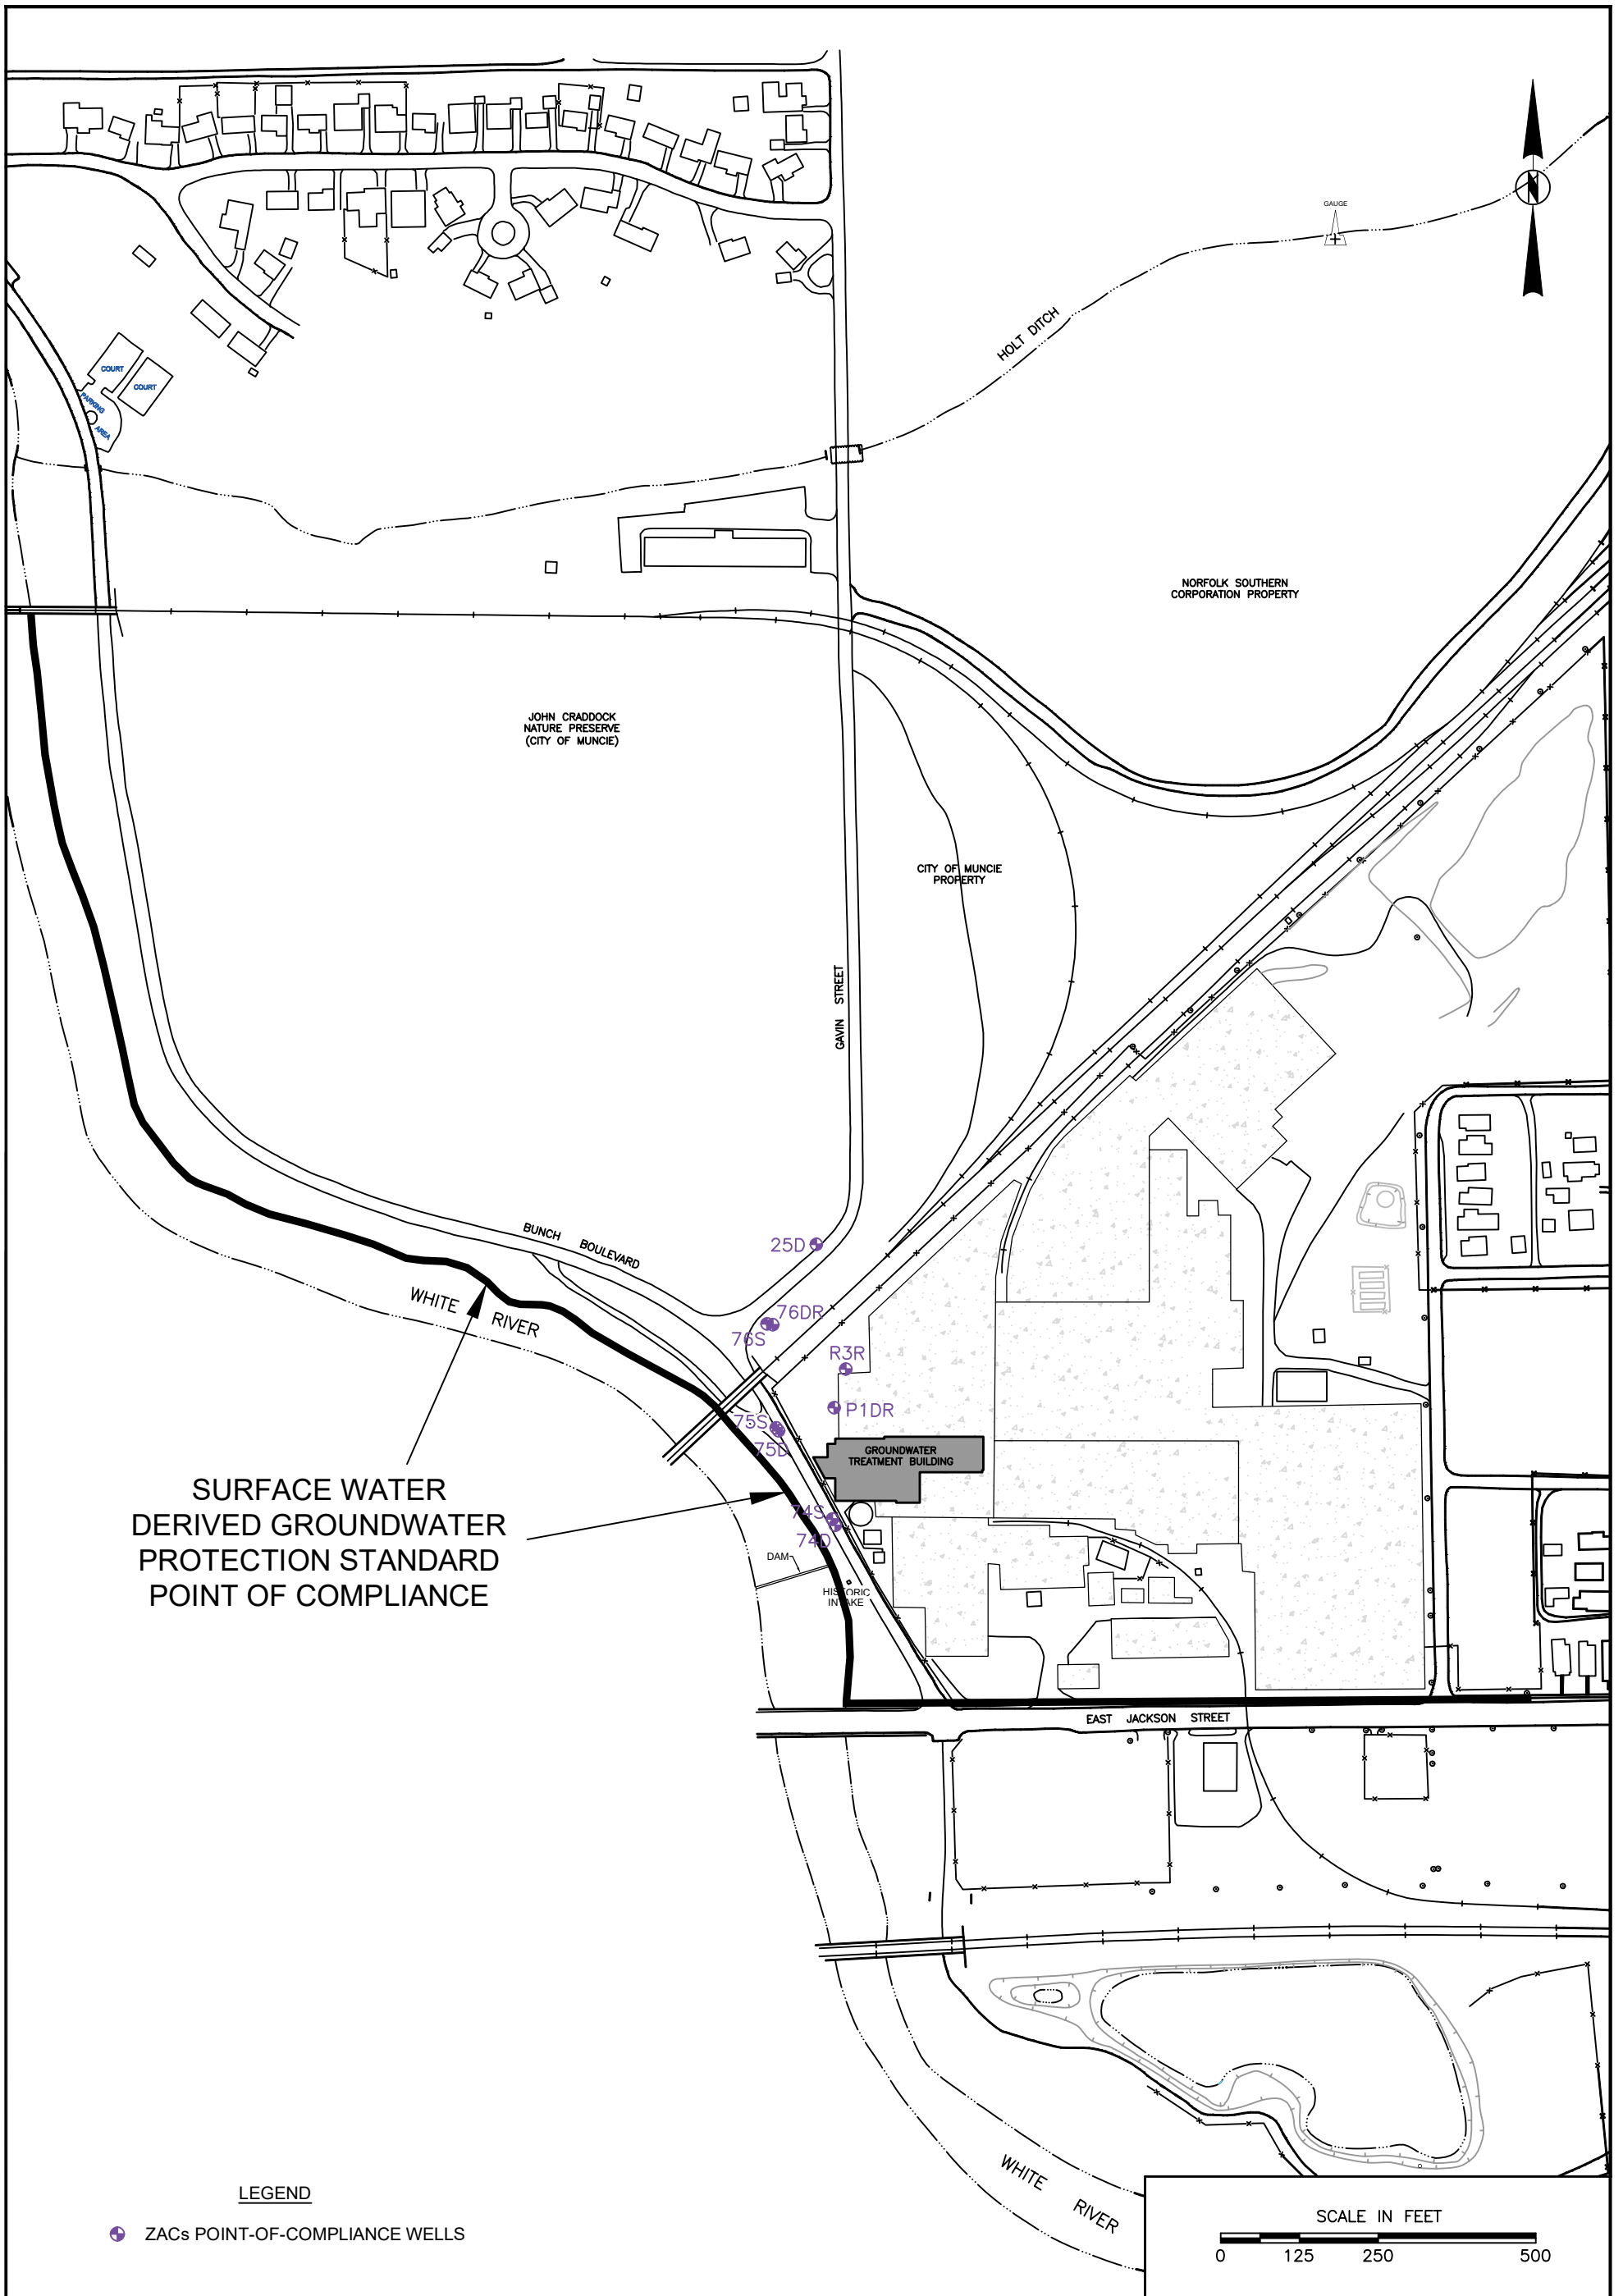 GAUGE
N
HOLT DITCH
COURT
COURT
PARKING
AREA
NORFOLK SOUTHERN
CORPORATION PROPERTY
JOHN CRADDOCK
NATURE PRESERVE
(CITY OF MUNCIE)
CITY OF MUNCIE
PROPERTY
GAVIN STREET
BUNCH BOULEVARD
25D
WHITE RIVER
76DR
76S
R3R
P1DR
75S
75D
GROUNDWATER
TREATMENT BUILDING
SURFACE WATER
DERIVED GROUNDWATER
PROTECTION STANDARD
POINT OF COMPLIANCE
74S
74D
DAM
HISTORIC
INTAKE
EAST JACKSON STREET
WHITE RIVER
LEGEND
ZACs POINT-OF-COMPLIANCE WELLS
SCALE IN FEET
0 125 250 500